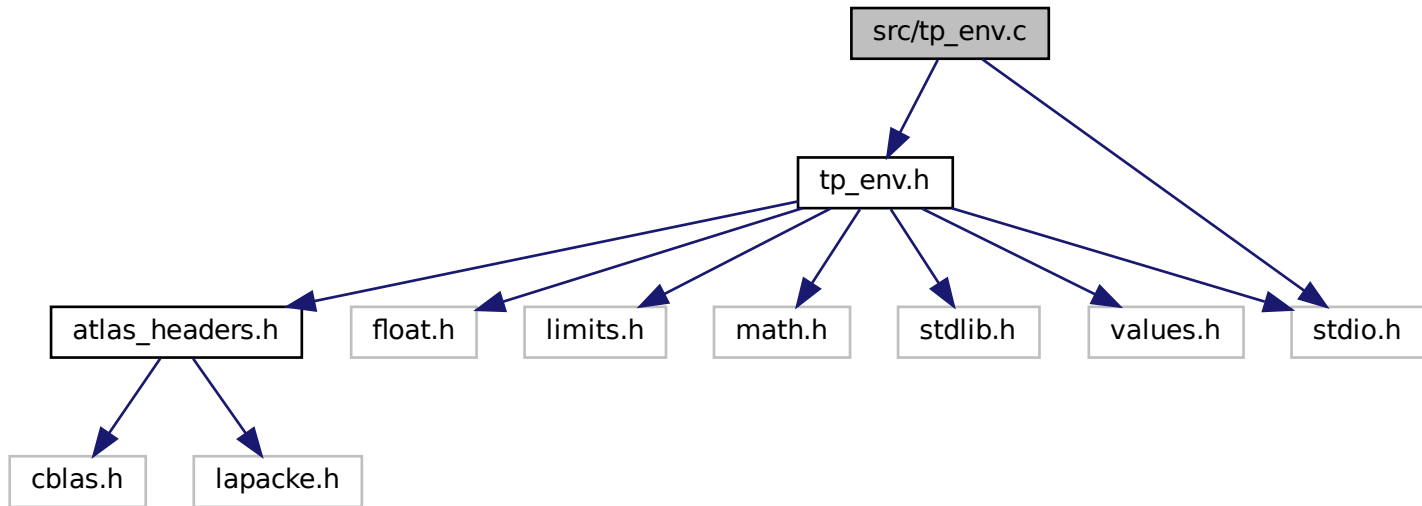 src/tp_env.c
tp_env.h
atlas_headers.h
float.h
limits.h
math.h
stdlib.h
values.h
stdio.h
cblas.h
lapacke.h